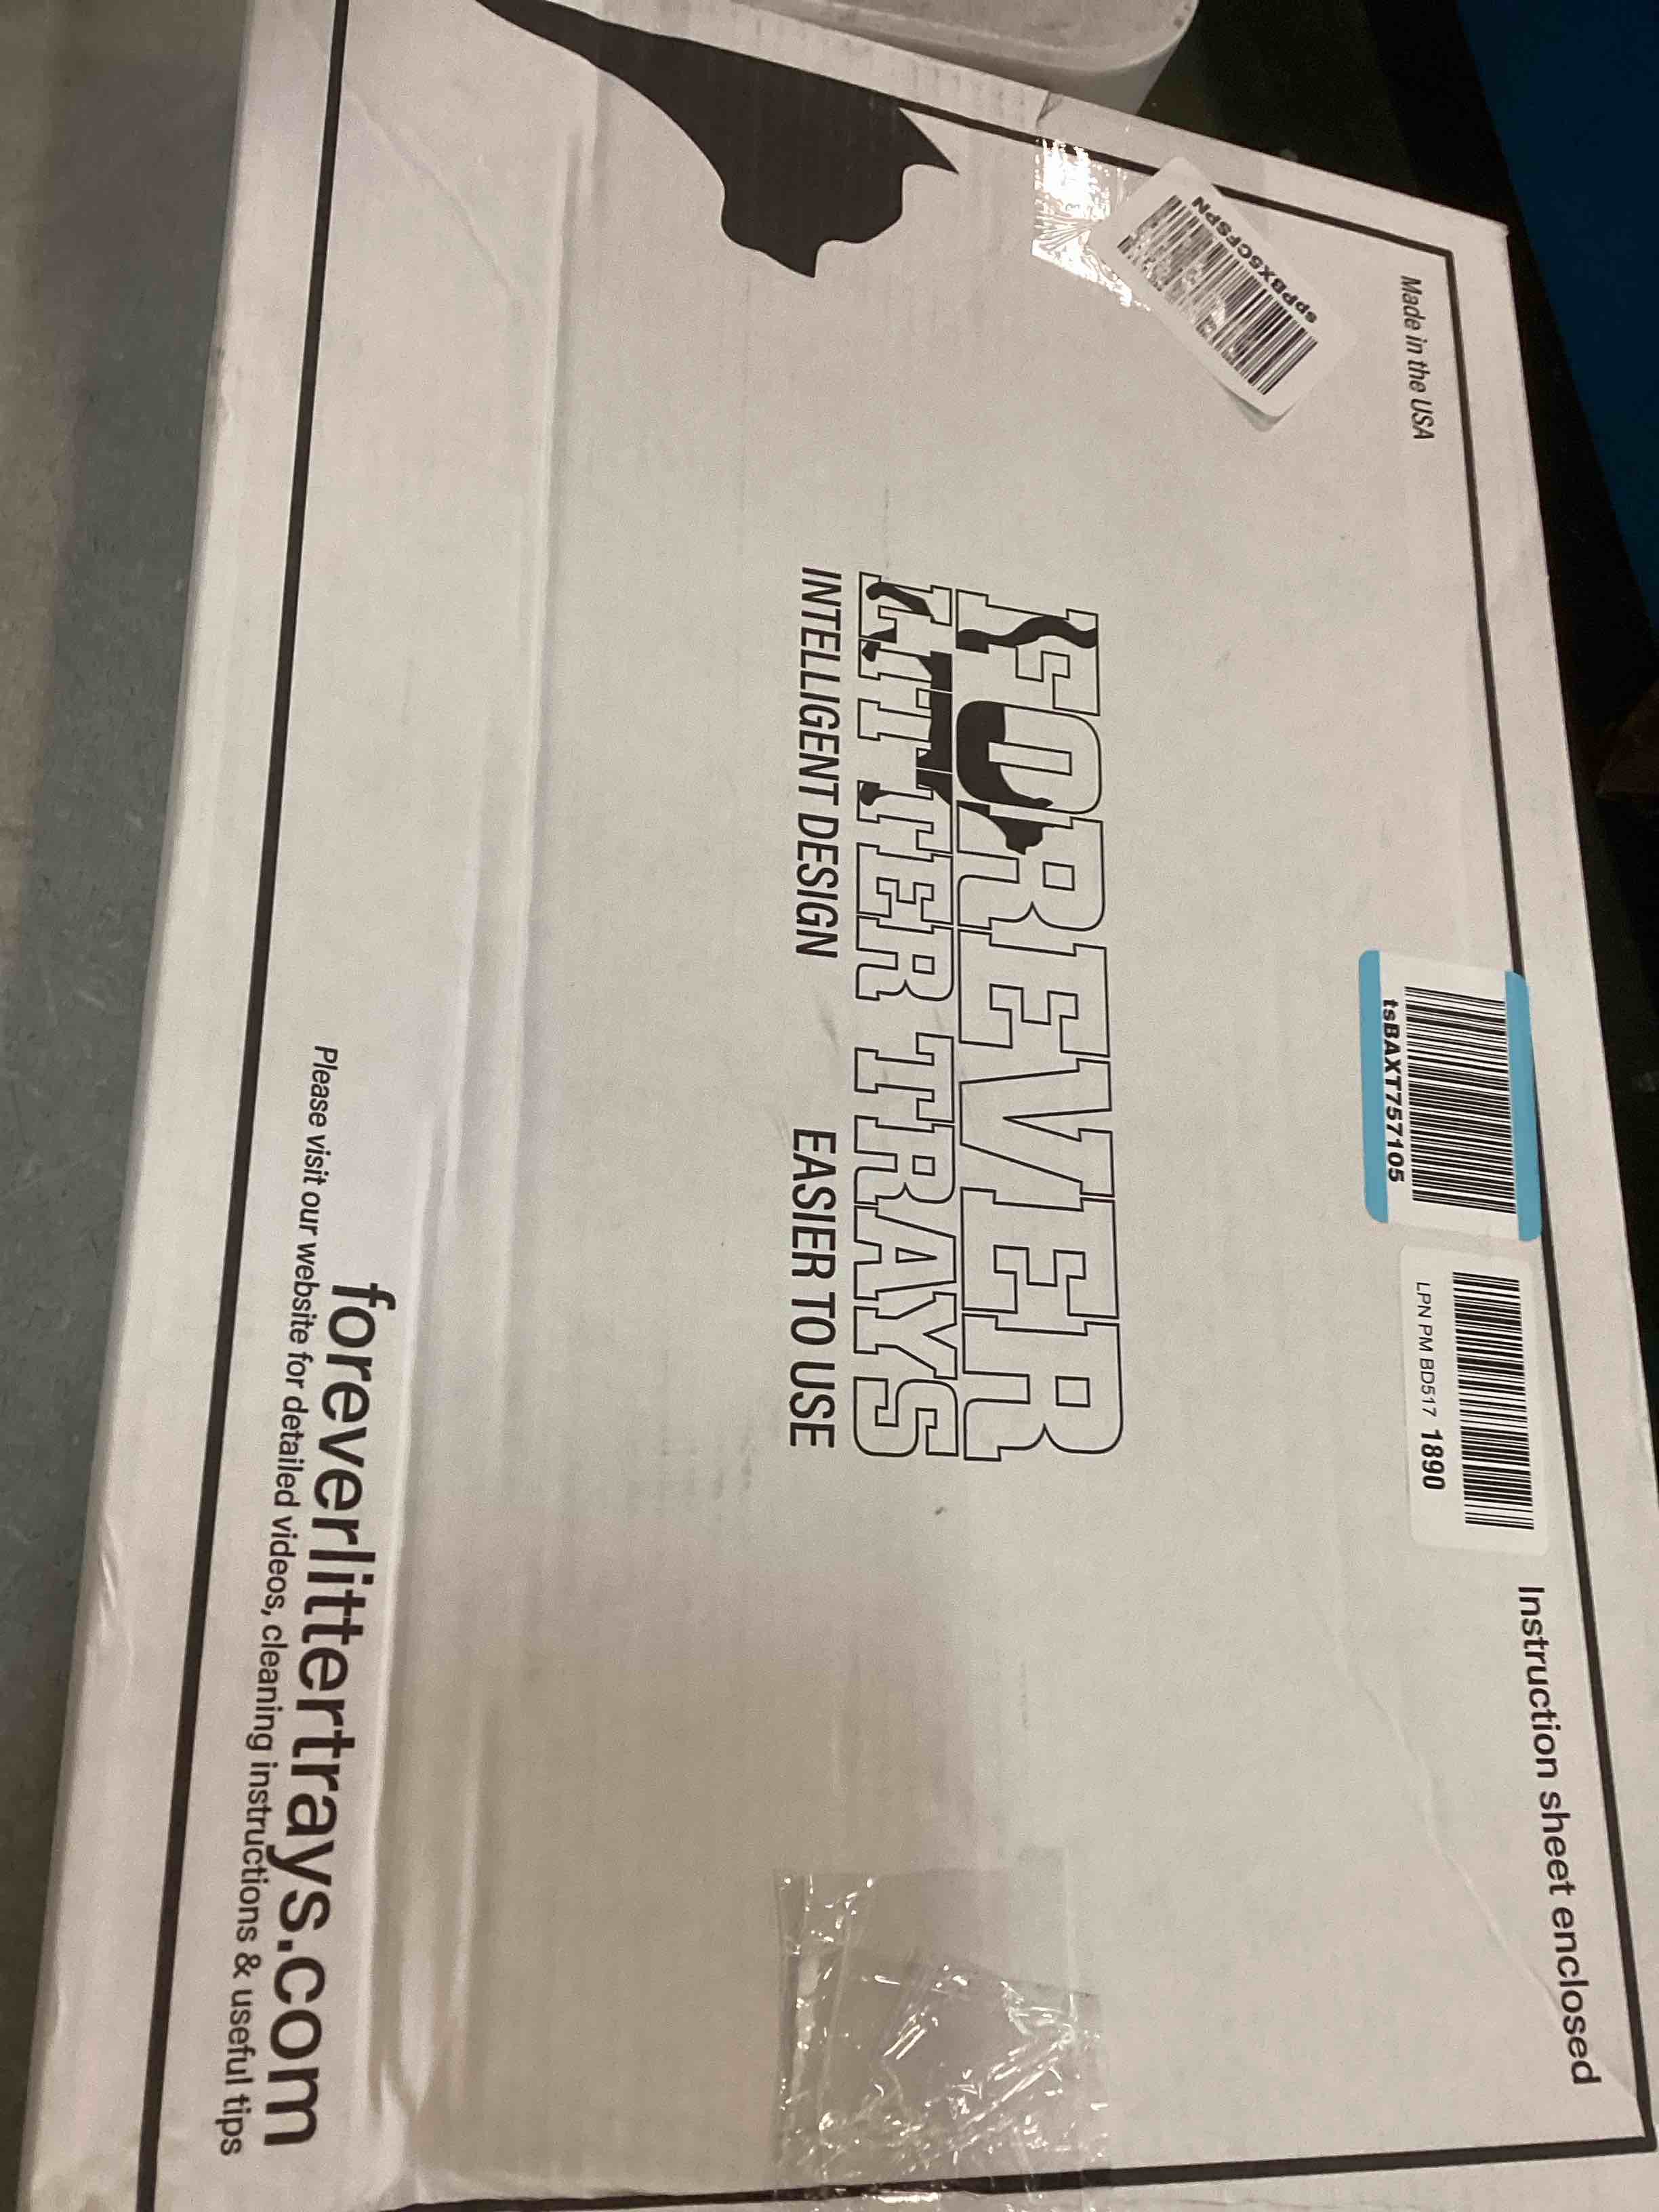 Made in the USA
spPBX5CFSPN
tsBAXT757105
LPN PM BD517 1890
Instruction sheet enclosed
FOREVER
LITTER TRAYS
INTELLIGENT DESIGN EASIER TO USE
foreverlittertrays.com
Please visit our website for detailed videos, cleaning instructions & useful tips